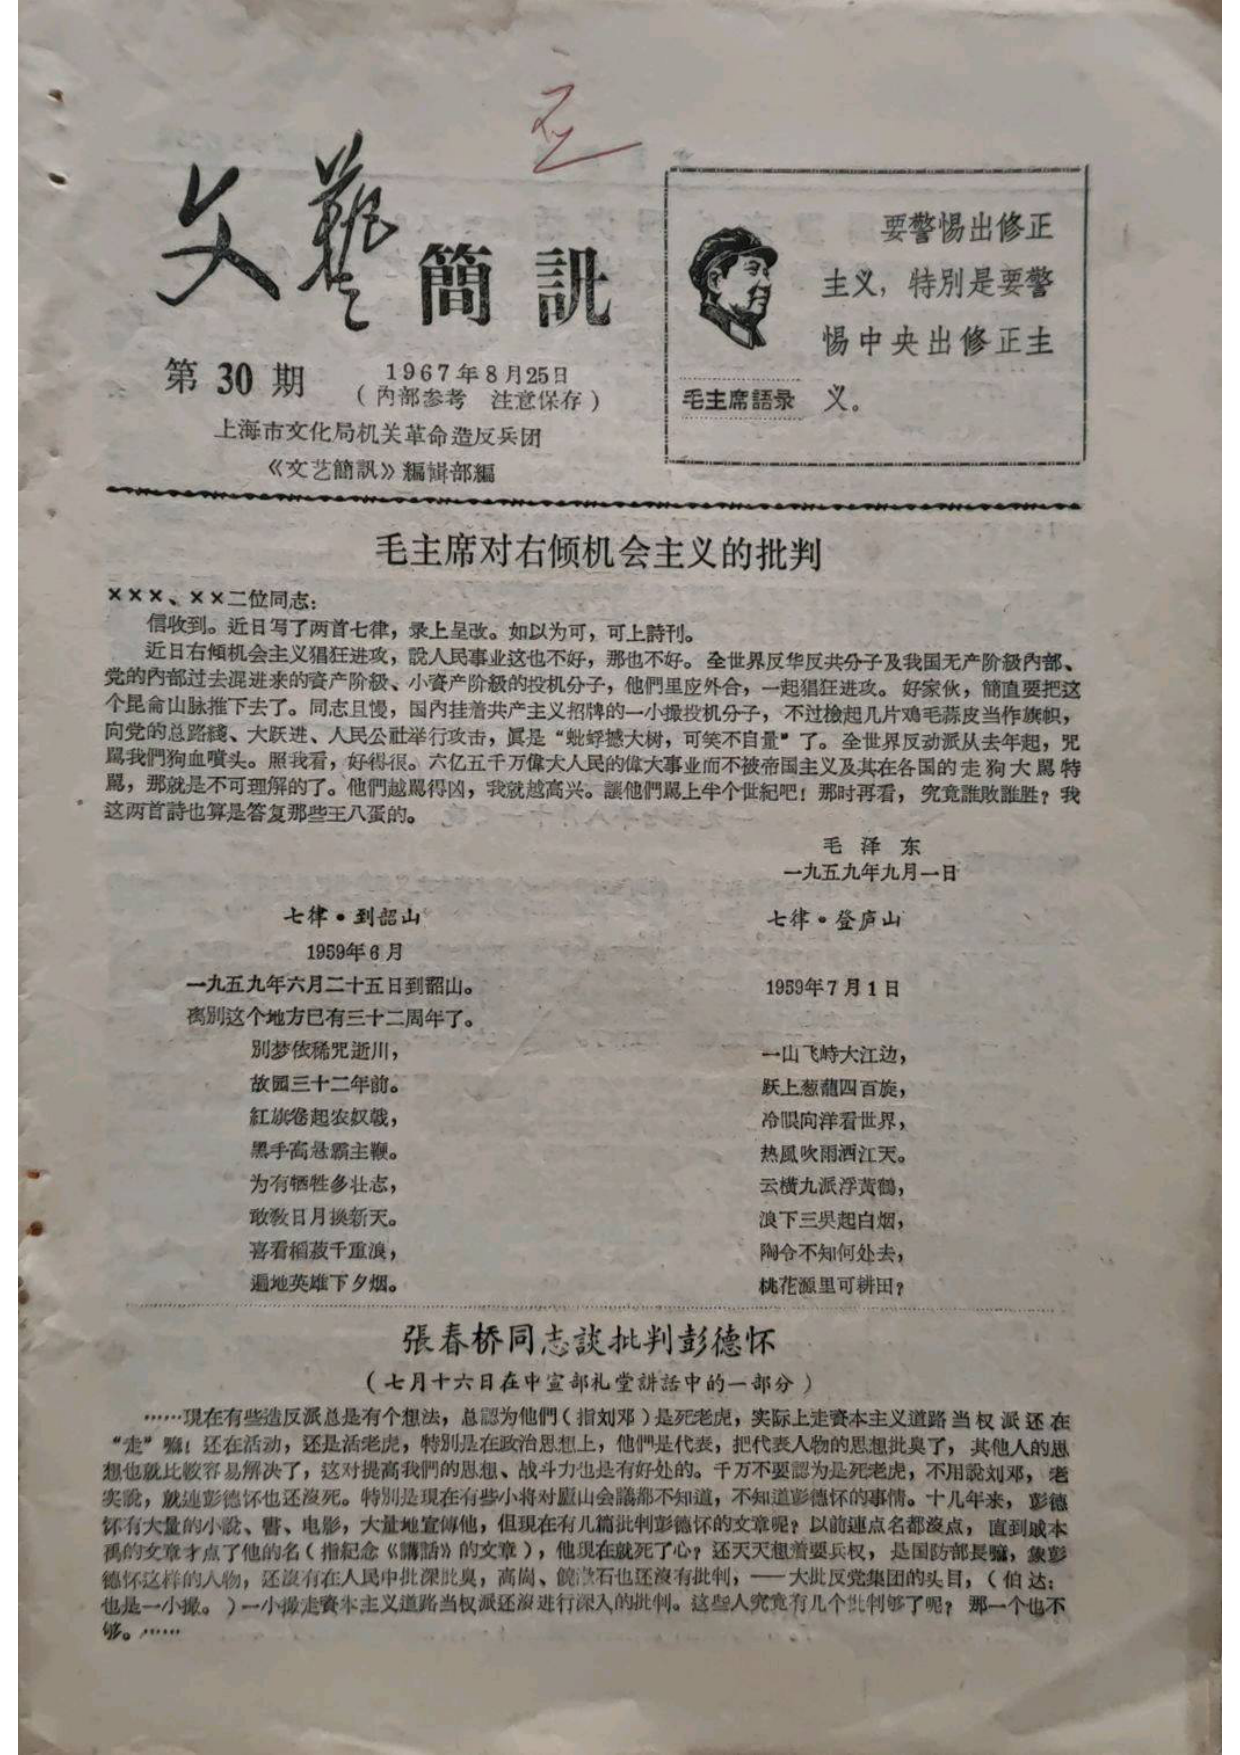 文藝簡訊
第 30 期
1967年8月25日
（内部参考 注意保存）
上海市文化局机关革命造反兵团
《文艺簡訊》編輯部編
要警惕出修正
主义，特別是要警
惕中央出修正主
义。
毛主席語录
毛主席对右倾机会主义的批判
×××、××二位同志：
信收到。近日写了两首七律，录上呈改。如以为可，可上詩刊。
近日右傾机会主义猖狂进攻，說人民事业这也不好，那也不好。全世界反华反共分子及我国无产阶級內部、
党的內部过去混进来的資产阶級、小資产阶級的投机分子，他們里应外合，一起猖狂进攻。好家伙，簡直要把这
个昆侖山脉推下去了。同志且慢，国內挂着共产主义招牌的一小撮投机分子，不过檢起几片鸡毛蒜皮当作旗帜，
向党的总路綫、大跃进、人民公社举行攻击，眞是“蚍蜉撼大树，可笑不自量”了。全世界反动派从去年起，咒
駡我們狗血噴头。照我看，好得很。六亿五千万偉大人民的偉大事业而不被帝国主义及其在各国的走狗大駡特
駡，那就是不可理解的了。他們越駡得凶，我就越高兴。讓他們駡上半个世紀吧！那时再看，究竟誰敗誰胜？我
这两首詩也算是答复那些王八蛋的。
毛 泽 东
一九五九年九月一日
七律·到韶山
1959年6月
一九五九年六月二十五日到韶山。
离別这个地方已有三十二周年了。
別梦依稀咒逝川，
故园三十二年前。
紅旗卷起农奴戟，
黑手高悬霸主鞭。
为有牺牲多壮志，
敢敎日月換新天。
喜看稻菽千重浪，
遍地英雄下夕烟。
七律·登庐山
1959年7月1日
一山飞峙大江边，
跃上葱蘢四百旋，
冷眼向洋看世界，
热風吹雨洒江天。
云横九派浮黄鶴，
浪下三吳起白烟，
陶令不知何处去，
桃花源里可耕田？
張春桥同志談批判彭德怀
（七月十六日在中宣部礼堂讲話中的一部分）
……現在有些造反派总是有个想法，总認为他們（指刘邓）是死老虎，实际上走資本主义道路当权派还在
“走”嘛！还在活动，还是活老虎，特別是在政治思想上，他們是代表，把代表人物的思想批臭了，其他人的思
想也就比較容易解决了，这对提高我們的思想、战斗力也是有好处的。千万不要認为是死老虎，不用說刘邓，老
实說，就連彭德怀也还沒死。特別是現在有些小将对廬山会議都不知道，不知道彭德怀的事情。十几年来，彭德
怀有大量的小說、書、电影，大量地宣傳他，但現在有几篇批判彭德怀的文章呢？以前連点名都沒点，直到戚本
禹的文章才点了他的名（指紀念《講話》的文章），他現在就死了心？还天天想着要兵权，是国防部長嘛，象彭
德怀这样的人物，还沒有在人民中批深批臭，高崗、饒漱石也还沒有批判，——大批反党集团的头目，（伯达：
也是一小撮。）一小撮走資本主义道路当权派还沒进行深入的批判。这些人究竟有几个批判够了呢？那一个也不
够。……